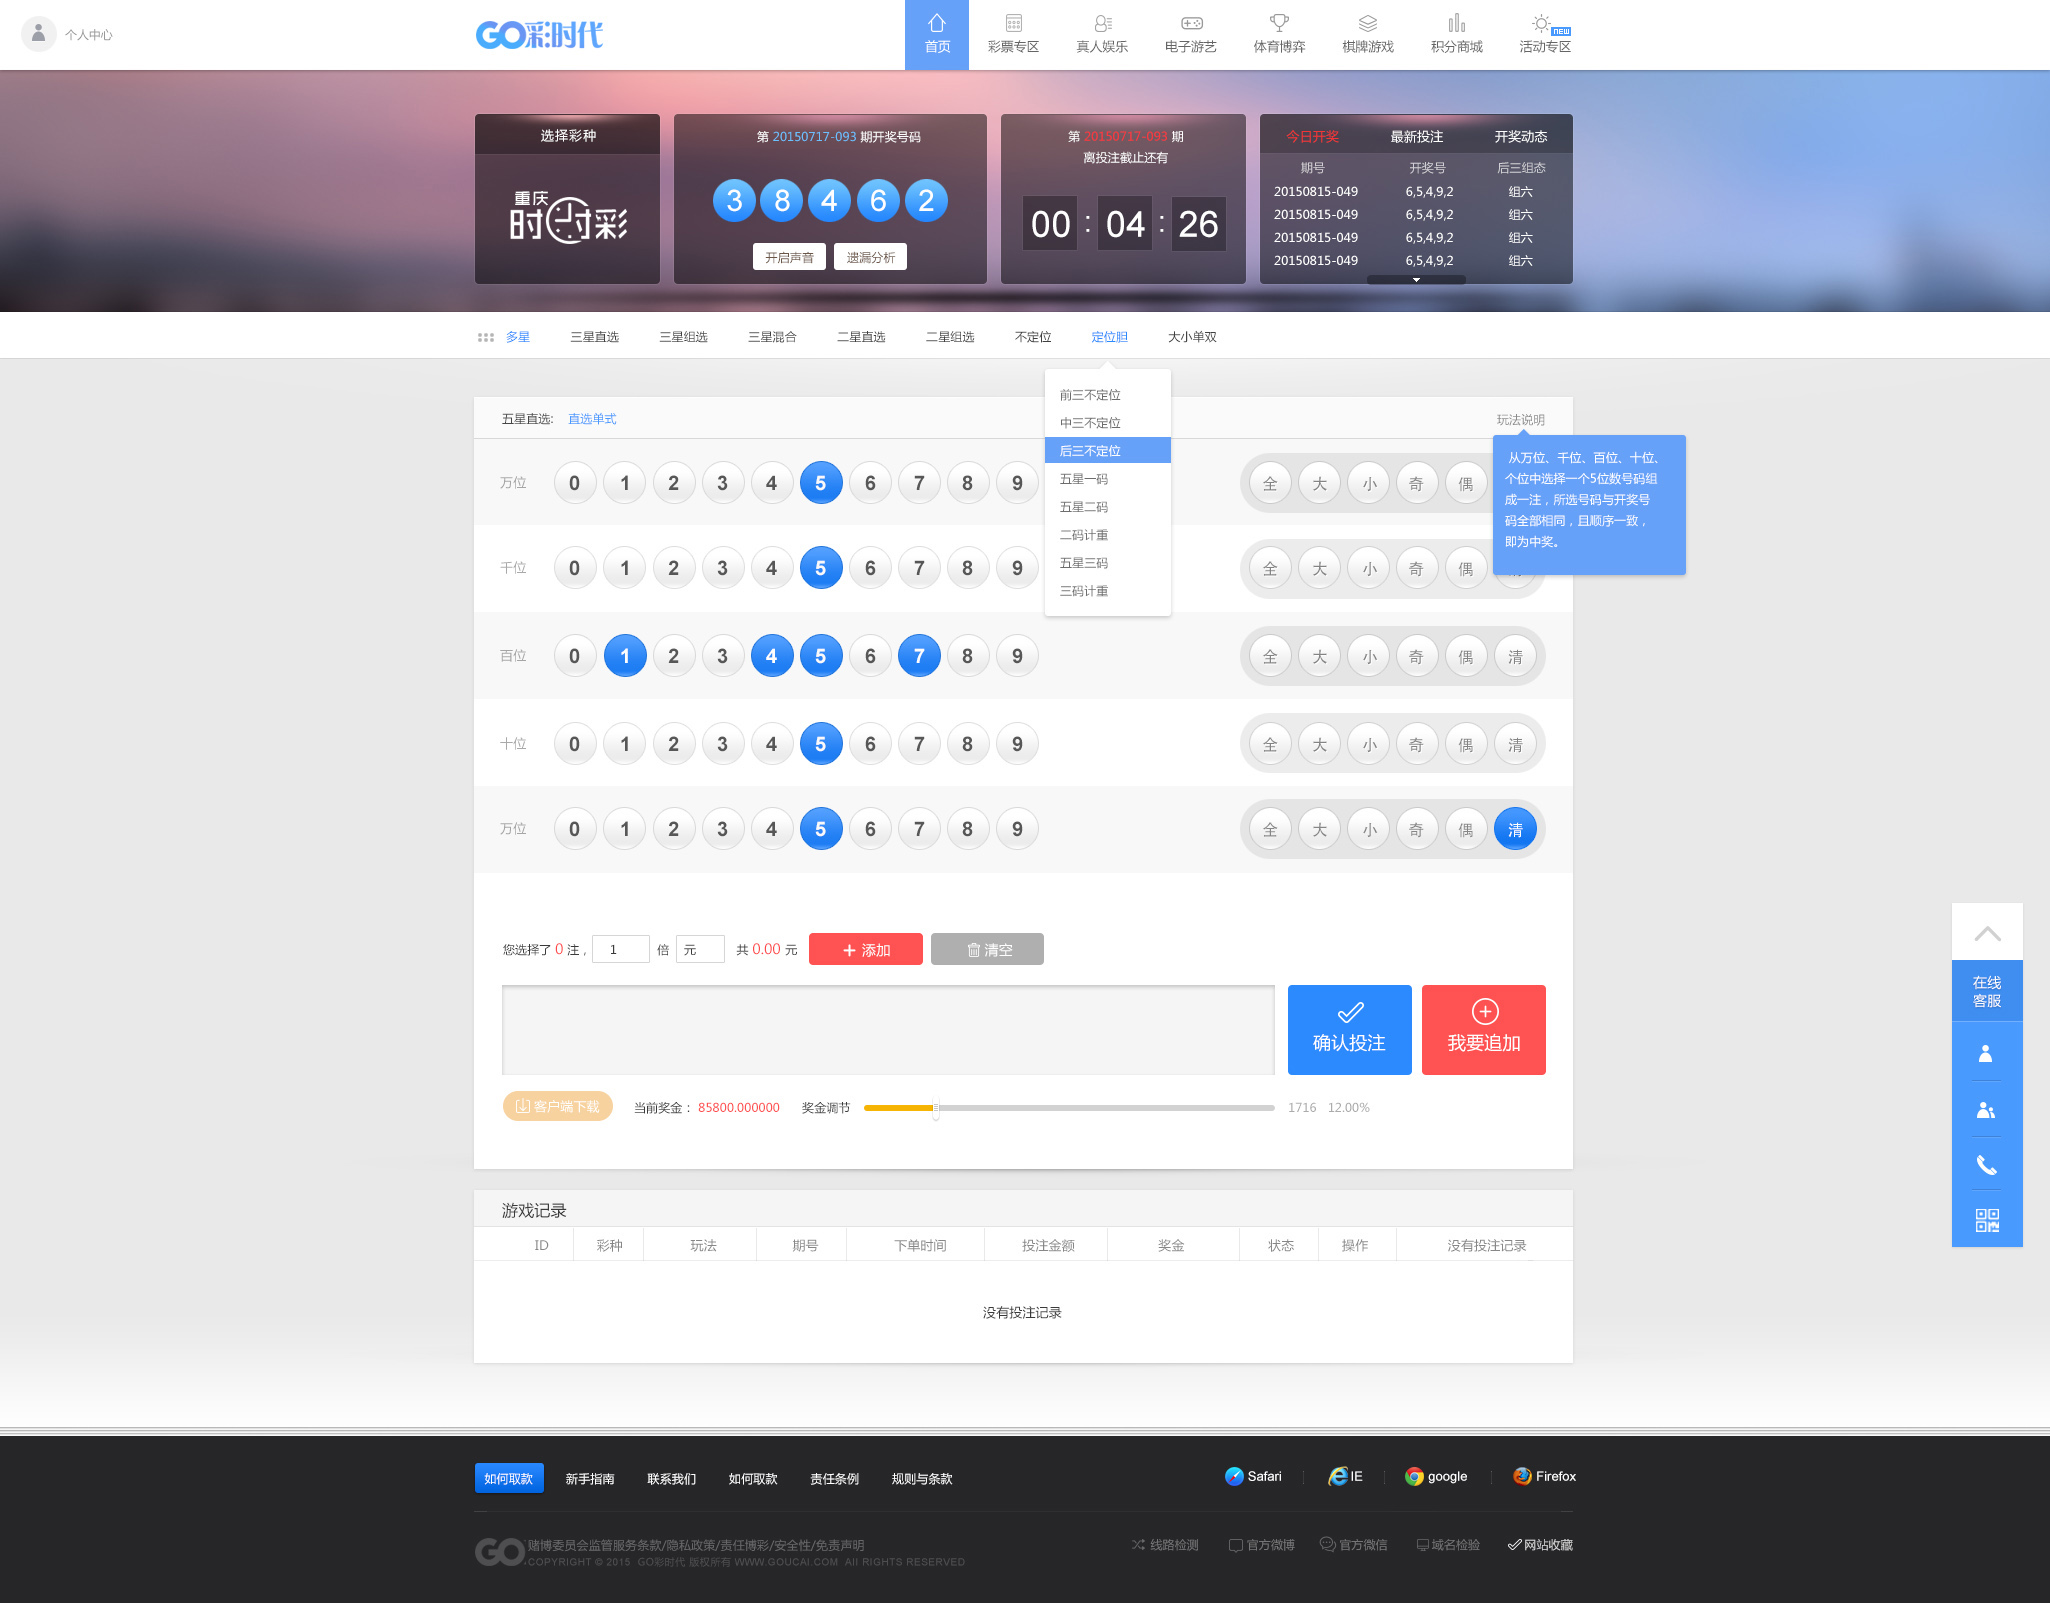 个人中心
GO彩时代
首页 彩票专区 真人娱乐 电子游艺 体育博弈 棋牌游戏 积分商城 活动专区 NEW
选择彩种
重庆
时时彩
第 20150717-093 期开奖号码
3 8 4 6 2
开启声音 遗漏分析
第 20150717-093 期
离投注截止还有
00 : 04 : 26
今日开奖 最新投注 开奖动态
期号 开奖号 后三组态
20150815-049 6,5,4,9,2 组六
20150815-049 6,5,4,9,2 组六
20150815-049 6,5,4,9,2 组六
20150815-049 6,5,4,9,2 组六
多星 三星直选 三星组选 三星混合 二星直选 二星组选 不定位 定位胆 大小单双
前三不定位
中三不定位
后三不定位
五星一码
五星二码
二码计重
五星三码
三码计重
五星直选: 直选单式
玩法说明
从万位、千位、百位、十位、
个位中选择一个5位数号码组
成一注，所选号码与开奖号
码全部相同，且顺序一致，
即为中奖。
万位 0 1 2 3 4 5 6 7 8 9 全 大 小 奇 偶
千位 0 1 2 3 4 5 6 7 8 9 全 大 小 奇 偶 清
百位 0 1 2 3 4 5 6 7 8 9 全 大 小 奇 偶 清
十位 0 1 2 3 4 5 6 7 8 9 全 大 小 奇 偶 清
万位 0 1 2 3 4 5 6 7 8 9 全 大 小 奇 偶 清
您选择了 0 注, 1 倍 元 共 0.00 元 添加 清空
确认投注 我要追加
客户端下载 当前奖金： 85800.000000 奖金调节 1716 12.00%
在线
客服
游戏记录
ID 彩种 玩法 期号 下单时间 投注金额 奖金 状态 操作 没有投注记录
没有投注记录
如何取款 新手指南 联系我们 如何取款 责任条例 规则与条款
Safari IE google Firefox
GO
赌博委员会监管服务条款/隐私政策/责任博彩/安全性/免责声明
COPYRIGHT © 2015 GO彩时代 版权所有 WWW.GOUCAI.COM All RIGHTS RESERVED
线路检测 官方微博 官方微信 域名检验 网站收藏